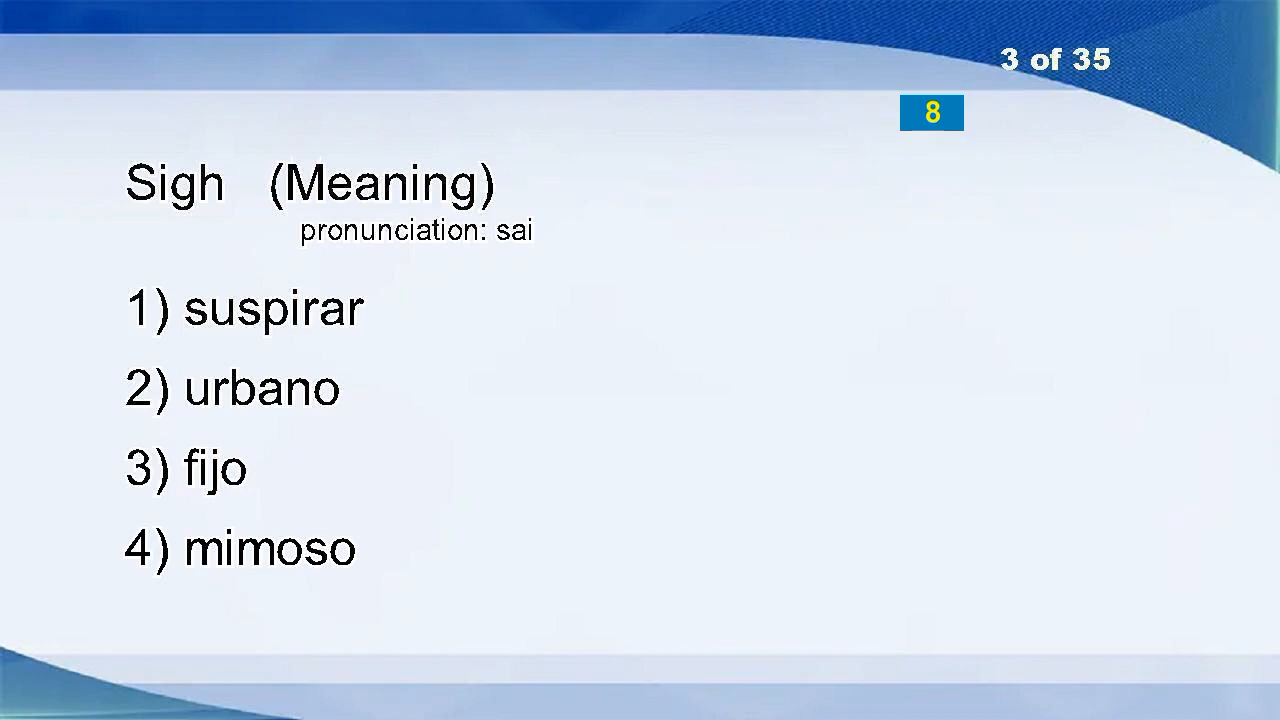 3 of 35
8
Sigh (Meaning)
pronunciation: sai
1) suspirar
2) urbano
3) fijo
4) mimoso